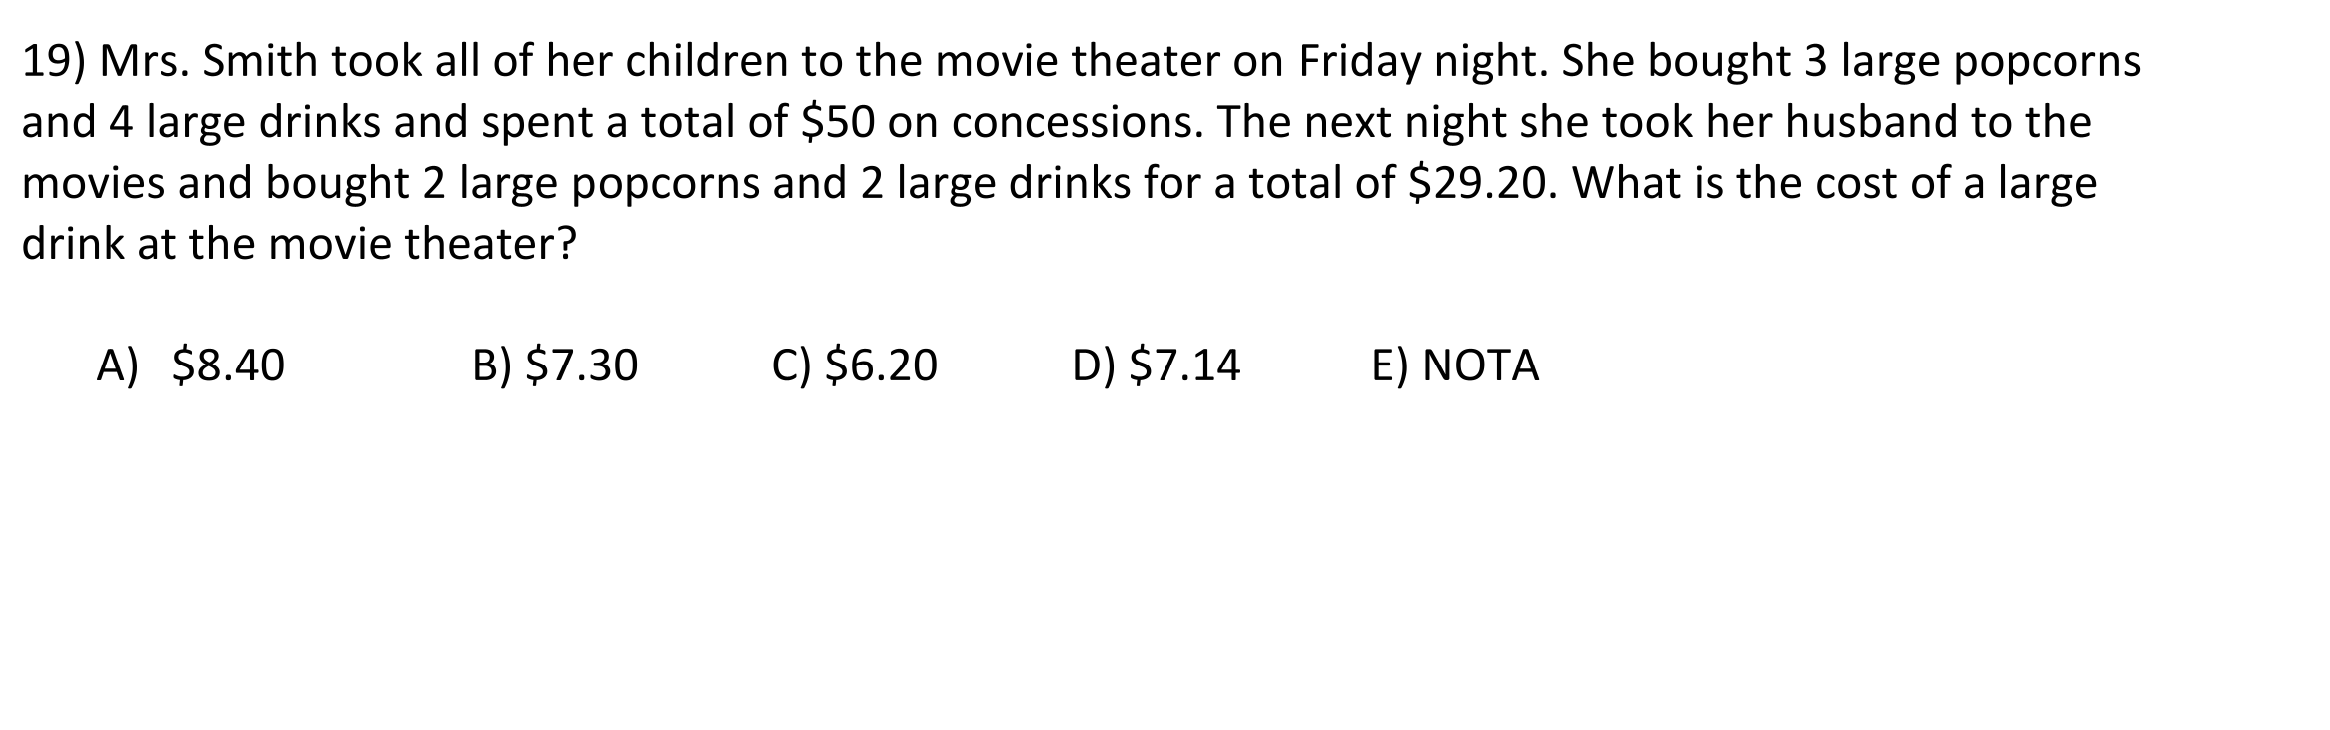 19) Mrs. Smith took all of her children to the movie theater on Friday night. She bought 3 large popcorns
and 4 large drinks and spent a total of $50 on concessions. The next night she took her husband to the
movies and bought 2 large popcorns and 2 large drinks for a total of $29.20. What is the cost of a large
drink at the movie theater?
A) $8.40 B) $7.30 C) $6.20 D) $7.14 E) NOTA